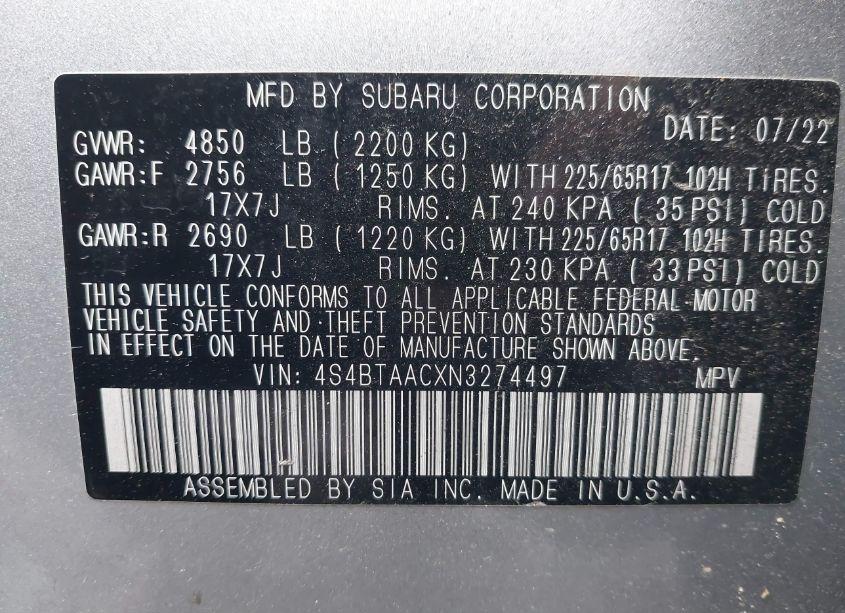 MFD BY SUBARU CORPORATION
DATE: 07/22
GVWR: 4850 LB ( 2200 KG)
GAWR:F 2756 LB ( 1250 KG) WITH 225/65R17 102H TIRES.
17X7J RIMS. AT 240 KPA ( 35 PSI) COLD
GAWR:R 2690 LB ( 1220 KG) WITH 225/65R17 102H TIRES.
17X7J RIMS. AT 230 KPA ( 33 PSI) COLD
THIS VEHICLE CONFORMS TO ALL APPLICABLE FEDERAL MOTOR
VEHICLE SAFETY AND THEFT PREVENTION STANDARDS
IN EFFECT ON THE DATE OF MANUFACTURE SHOWN ABOVE.
VIN: 4S4BTAACXN3274497 MPV
ASSEMBLED BY SIA INC. MADE IN U.S.A.